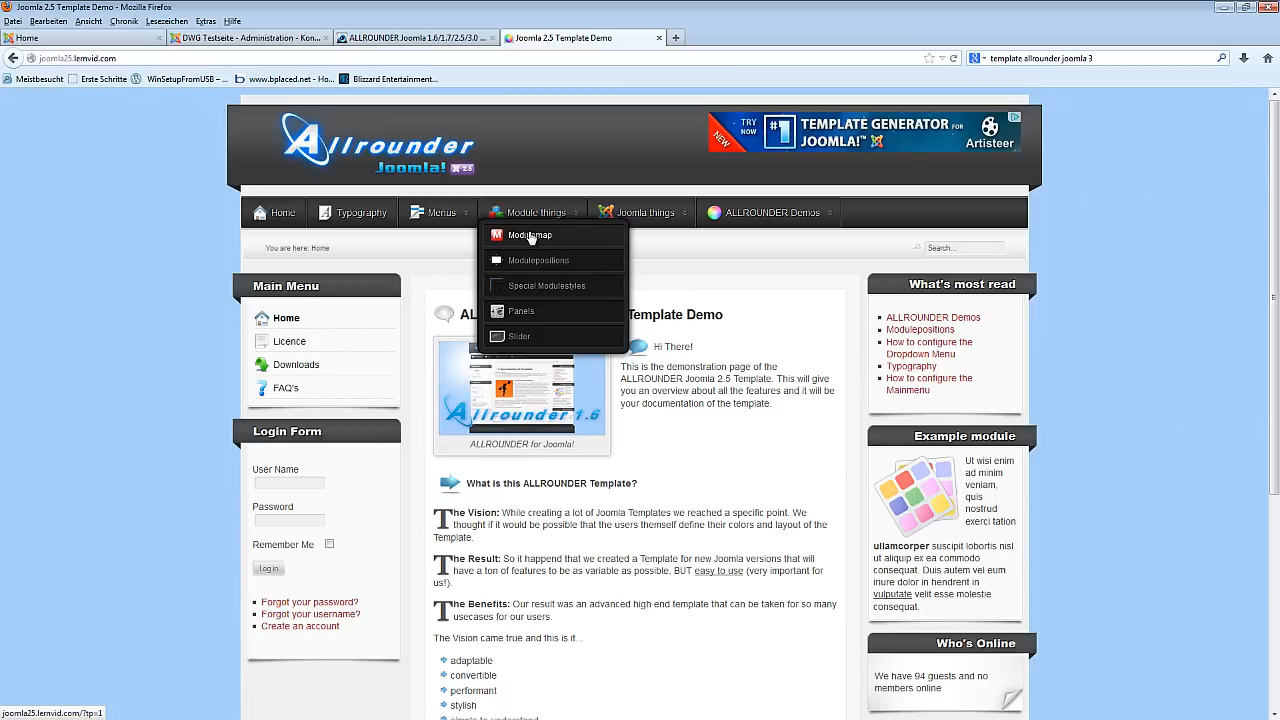 Joomla 2.5 Template Demo - Mozilla Firefox
Datei Bearbeiten Ansicht Chronik Lesezeichen Extras Hilfe
Home
DWG Testseite - Administration - Kon...
ALLROUNDER Joomla 1.6/1.7/2.5/3.0 ...
Joomla 2.5 Template Demo
joomla25.lernvid.com
template allrounder joomla 3
Meistbesucht Erste Schritte WinSetupFromUSB - ... www.bplaced.net - Ho... Blizzard Entertainment...
Allrounder
Joomla! 2.5
NEW TRY NOW #1 TEMPLATE GENERATOR FOR
JOOMLA!™ Artisteer
Home Typography Menus Module things Joomla things ALLROUNDER Demos
You are here: Home
Search...
Modulemap
Modulepositions
Special Modulestyles
Panels
Slider
Main Menu
Home
Licence
Downloads
FAQ's
Login Form
User Name
Password
Remember Me
Log in
Forgot your password?
Forgot your username?
Create an account
AL
Template Demo
Allrounder 1.6
ALLROUNDER for Joomla!
Hi There!
This is the demonstration page of the
ALLROUNDER Joomla 2.5 Template. This will give
you an overview about all the features and it will be
your documentation of the template.
What is this ALLROUNDER Template?
The Vision: While creating a lot of Joomla Templates we reached a specific point. We
thought if it would be possible that the users themself define their colors and layout of the
Template.
The Result: So it happend that we created a Template for new Joomla versions that will
have a ton of features to be as variable as possible, BUT easy to use (very important for
us!).
The Benefits: Our result was an advanced high end template that can be taken for so many
usecases for our users.
The Vision came true and this is it...
adaptable
convertible
performant
stylish
simple to understand
What's most read
ALLROUNDER Demos
Modulepositions
How to configure the
Dropdown Menu
Typography
How to configure the
Mainmenu
Example module
Ut wisi enim
ad minim
veniam,
quis
nostrud
exerci tation
ullamcorper suscipit lobortis nisl
ut aliquip ex ea commodo
consequat. Duis autem vel eum
iriure dolor in hendrerit in
vulputate velit esse molestie
consequat.
Who's Online
We have 94 guests and no
members online
joomla25.lernvid.com/?tp=1